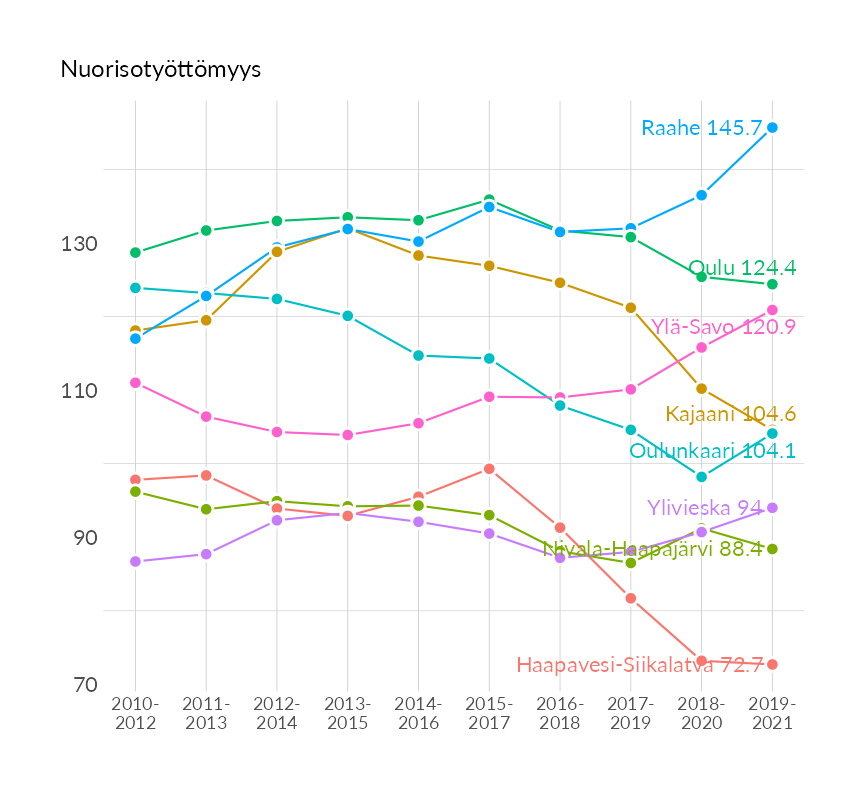 Nuorisotyöttömyys
Raahe 145.7
130
Oulu 124.4
Ylä-Savo 120.9
110
Kajaani 104.6
Oulunkaari 104.1
Ylivieska 94
90
Nivala-Haapajärvi 88.4
Haapavesi-Siikalatva 72.7
70
2010- 2011- 2012- 2013- 2014- 2015- 2016- 2017- 2018- 2019-
2012 2013 2014 2015 2016 2017 2018 2019 2020 2021